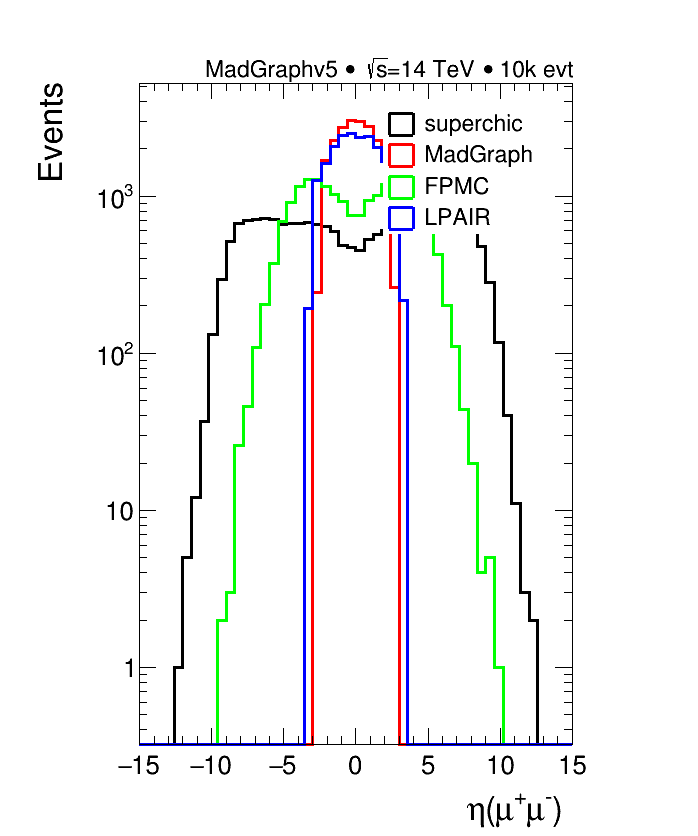 MadGraphv5 • √s=14 TeV • 10k evt
Events
superchic
MadGraph
FPMC
LPAIR
10³
10²
10
1
−15 −10 −5 0 5 10 15
η(μ⁺μ⁻)